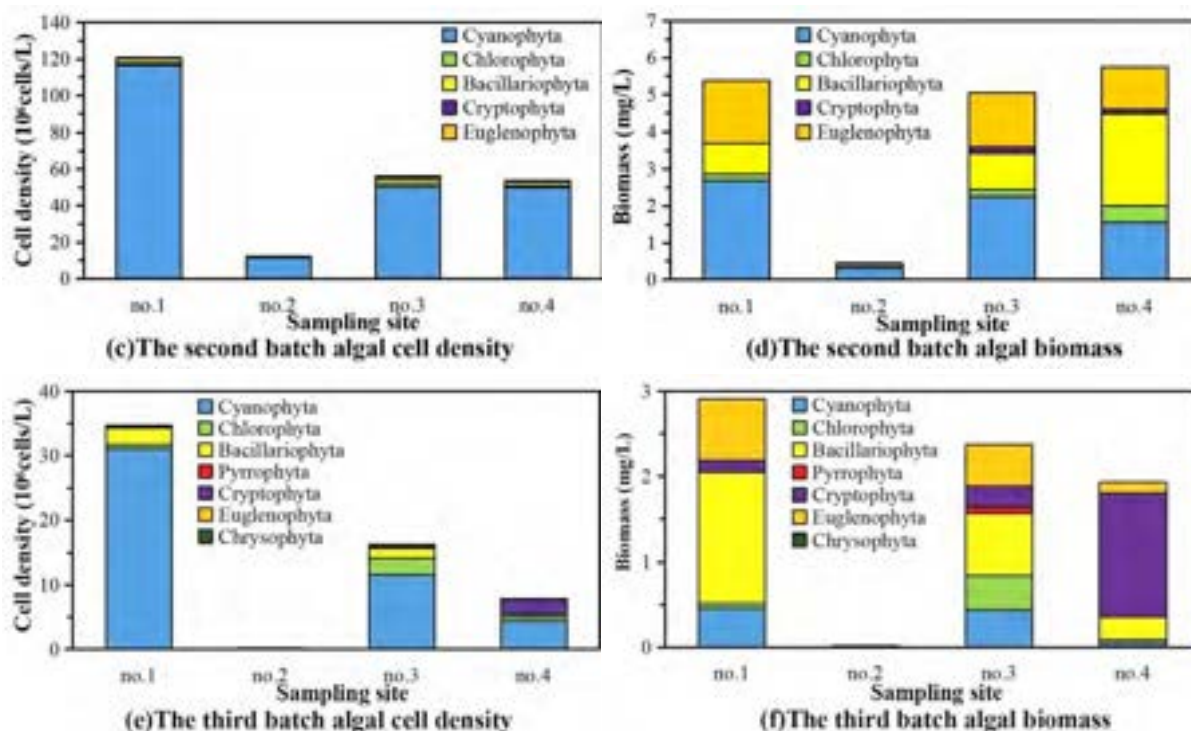 140
120
100
80
60
40
20
0
Cell density (10⁶cells/L)
Cyanophyta
Chlorophyta
Bacillariophyta
Cryptophyta
Euglenophyta
no.1 no.2 no.3 no.4
Sampling site
(c)The second batch algal cell density
7
6
5
4
3
2
1
0
Biomass (mg/L)
Cyanophyta
Chlorophyta
Bacillariophyta
Cryptophyta
Euglenophyta
no.1 no.2 no.3 no.4
Sampling site
(d)The second batch algal biomass
40
30
20
10
0
Cell density (10⁶cells/L)
Cyanophyta
Chlorophyta
Bacillariophyta
Pyrrophyta
Cryptophyta
Euglenophyta
Chrysophyta
no.1 no.2 no.3 no.4
Sampling site
(e)The third batch algal cell density
3
2
1
0
Biomass (mg/L)
Cyanophyta
Chlorophyta
Bacillariophyta
Pyrrophyta
Cryptophyta
Euglenophyta
Chrysophyta
no.1 no.2 no.3 no.4
Sampling site
(f)The third batch algal biomass